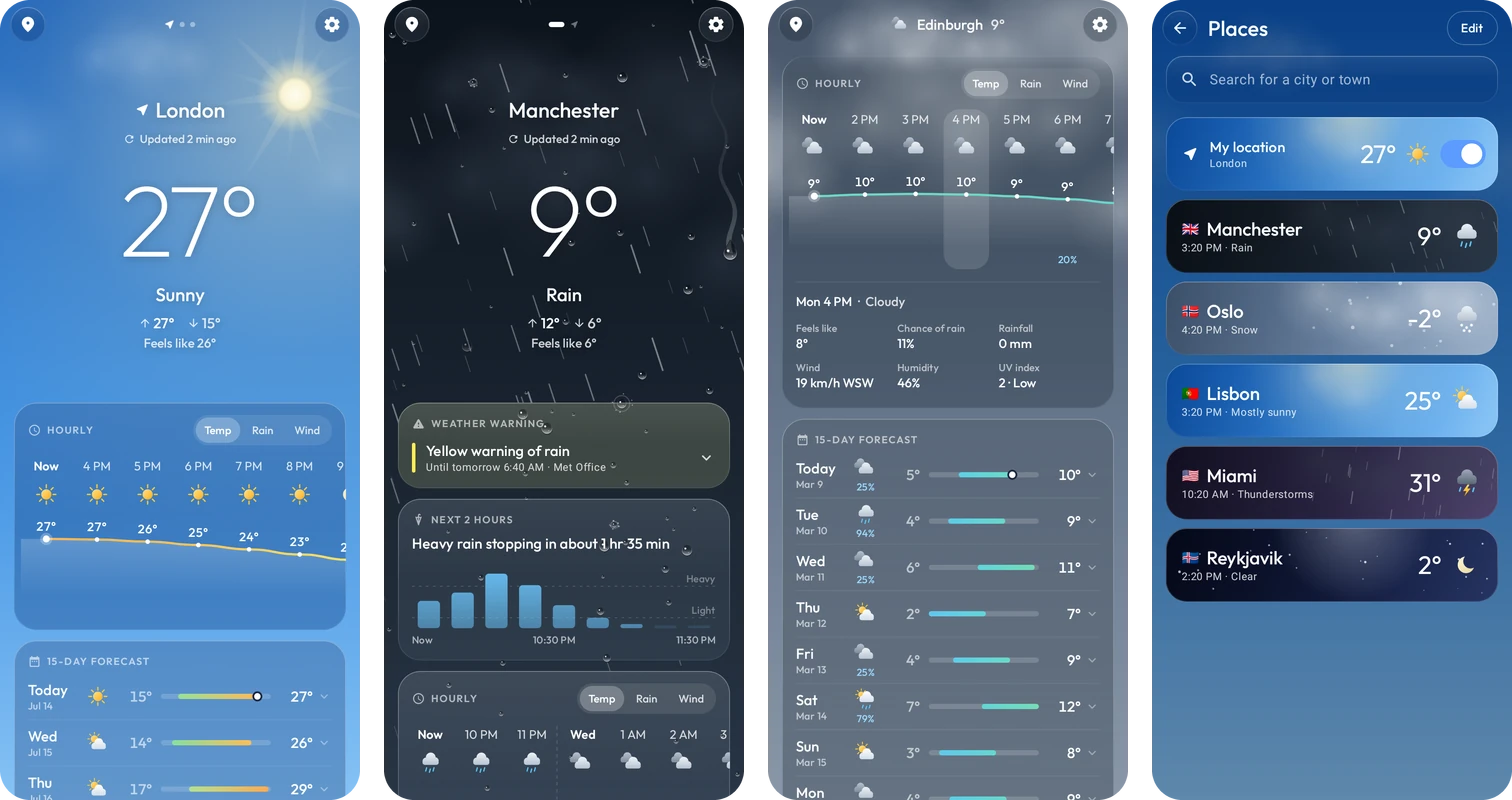 London
Updated 2 min ago
27°
Sunny
↑ 27° ↓ 15°
Feels like 26°
HOURLY
Temp Rain Wind
Now 4 PM 5 PM 6 PM 7 PM 8 PM 9
27° 27° 26° 25° 24° 23° 2
15-DAY FORECAST
Today 15° 27°
Jul 14
Wed 14° 26°
Jul 15
Thu 17° 29°
Jul 16
Manchester
Updated 2 min ago
9°
Rain
↑ 12° ↓ 6°
Feels like 6°
WEATHER WARNING
Yellow warning of rain
Until tomorrow 6:40 AM · Met Office
NEXT 2 HOURS
Heavy rain stopping in about 1 hr 35 min
Heavy
Light
Now 10:30 PM 11:30 PM
HOURLY
Temp Rain Wind
Now 10 PM 11 PM Wed 1 AM 2 AM 3
Edinburgh 9°
HOURLY
Temp Rain Wind
Now 2 PM 3 PM 4 PM 5 PM 6 PM 7
9° 10° 10° 10° 9° 9°
20%
Mon 4 PM · Cloudy
Feels like Chance of rain Rainfall
8° 11% 0 mm
Wind Humidity UV index
19 km/h WSW 46% 2 · Low
15-DAY FORECAST
Today 5° 10°
Mar 9 25%
Tue 4° 9°
Mar 10 94%
Wed 6° 11°
Mar 11 25%
Thu 2° 7°
Mar 12
Fri 4° 9°
Mar 13 25%
Sat 7° 12°
Mar 14 79%
Sun 3° 8°
Mar 15
Mon 4° 9°
Places
Edit
Search for a city or town
My location 27°
London
Manchester 9°
3:20 PM · Rain
Oslo -2°
4:20 PM · Snow
Lisbon 25°
3:20 PM · Mostly sunny
Miami 31°
10:20 AM · Thunderstorms
Reykjavik 2°
2:20 PM · Clear